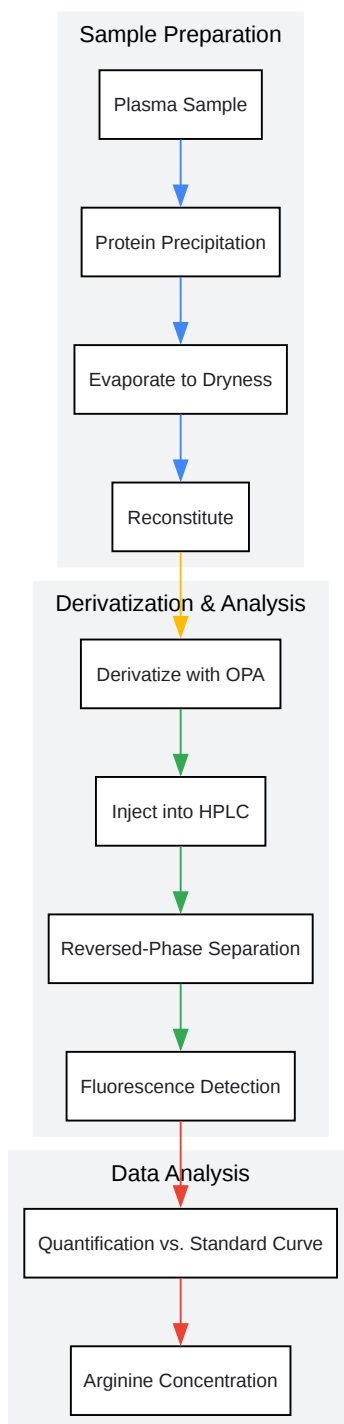 Sample Preparation
Plasma Sample
Protein Precipitation
Evaporate to Dryness
Reconstitute
Derivatization & Analysis
Derivatize with OPA
Inject into HPLC
Reversed-Phase Separation
Fluorescence Detection
Data Analysis
Quantification vs. Standard Curve
Arginine Concentration